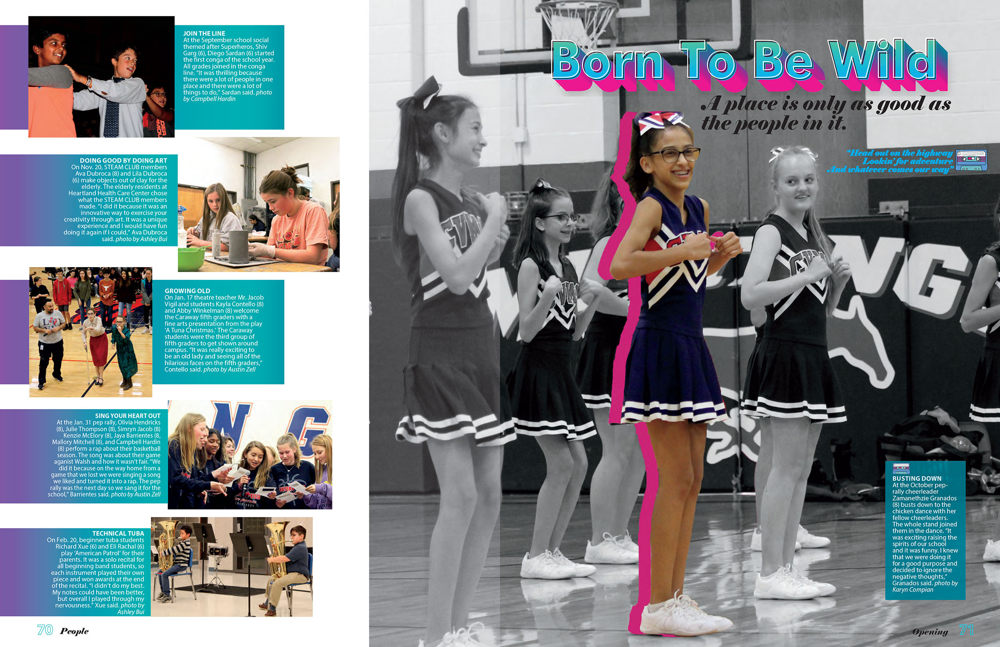 JOIN THE LINE
At the September school social
themed after Superheros, Shiv
Garg (6), Diego Sardan (6) started
the first conga of the school year.
All grades joined in the conga
line. “It was thrilling because
there were a lot of people in one
place and there were a lot of
things to do,” Sardan said. photo
by Campbell Hardin
DOING GOOD BY DOING ART
On Nov. 20, STEAM CLUB members
Ava Dubroca (8) and Lila Dubroca
(6) make objects out of clay for the
elderly. The elderly residents at
Heartland Health Care Center chose
what the STEAM CLUB members
made. “I did it because it was an
innovative way to exercise your
creativity through art. It was a unique
experience and I would have fun
doing it again if I could,” Ava Dubroca
said. photo by Ashley Bui
GROWING OLD
On Jan. 17 theatre teacher Mr. Jacob
Vigil and students Kayla Contello (8)
and Abby Winkelman (8) welcome
the Caraway fifth graders with a
fine arts presentation from the play
‘A Tuna Christmas.’ The Caraway
students were the third group of
fifth graders to get shown around
campus. “It was really exciting to
be an old lady and seeing all of the
hilarious faces on the fifth graders,”
Contello said. photo by Austin Zell
SING YOUR HEART OUT
At the Jan. 31 pep rally, Olivia Hendricks
(8), Julie Thompson (8), Simryn Jacob (8)
Kenzie McElory (8), Jaya Barrientes (8,
Mallory Mitchell (8), and Campbell Hardin
(8) perform a rap about their basketball
season. The song was about their game
aganist Walsh and how it wasn’t fair. “We
did it because on the way home from a
game that we lost we were singing a song
we liked and turned it into a rap. The pep
rally was the next day so we sang it for the
school,” Barrientes said. photo by Austin Zell
N G
TECHNICAL TUBA
On Feb. 20, beginner tuba students
Richard Xue (6) and Eli Rachal (6)
play ‘American Patrol’ for their
parents. It was a solo recital for
all beginning band students, so
each instrument played their own
piece and won awards at the end
of the recital. “I didn’t do my best.
My notes could have been better,
but overall I played through my
nervousness.” Xue said. photo by
Ashley Bui
70 People
Born To Be Wild
A place is only as good as
the people in it.
“Head out on the highway
Lookin’ for adventure
And whatever comes our way”
NG
BUSTING DOWN
At the October pep-
rally cheerleader
Zamanethzie Granados
(8) busts down to the
chicken dance with her
fellow cheerleaders.
The whole stand joined
them in the dance. “It
was exciting raising the
spirits of our school
and it was funny. I knew
that we were doing it
for a good purpose and
decided to ignore the
negative thoughts,”
Granados said. photo by
Karyn Compian
Opening 71